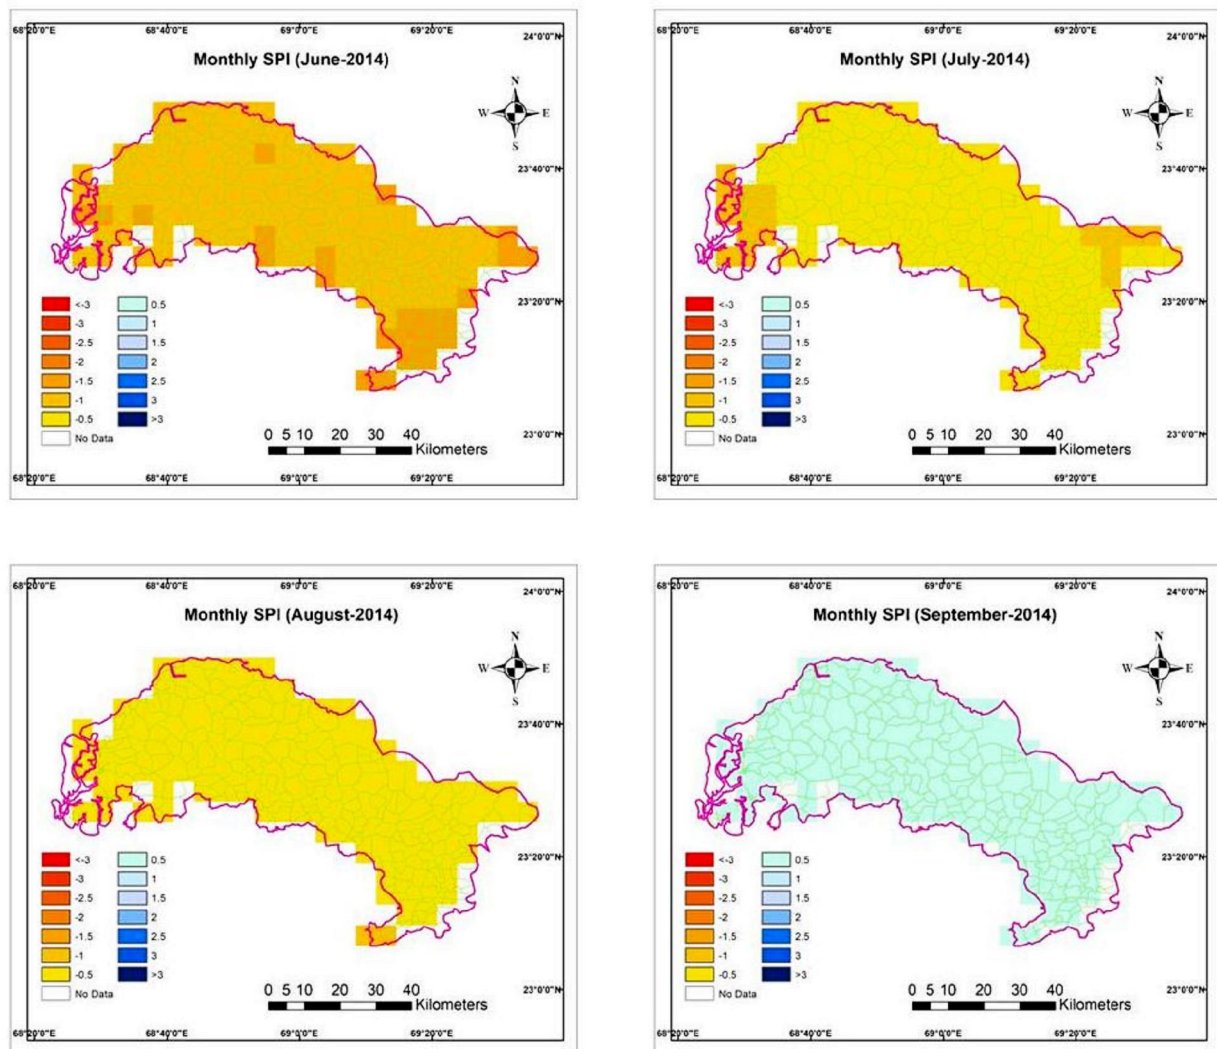 68°20'0"E 68°40'0"E 69°0'0"E 69°20'0"E
24°0'0"N
Monthly SPI (June-2014)
N
W E
S
23°40'0"N
23°20'0"N
<-3 0.5
-3 1
-2.5 1.5
-2 2
-1.5 2.5
-1 3
-0.5 >3
No Data
0 5 10 20 30 40
Kilometers
23°0'0"N
68°20'0"E 68°40'0"E 69°0'0"E 69°20'0"E
68°20'0"E 68°40'0"E 69°0'0"E 69°20'0"E
24°0'0"N
Monthly SPI (July-2014)
N
W E
S
23°40'0"N
23°20'0"N
<-3 0.5
-3 1
-2.5 1.5
-2 2
-1.5 2.5
-1 3
-0.5 >3
No Data
0 5 10 20 30 40
Kilometers
23°0'0"N
68°20'0"E 68°40'0"E 69°0'0"E 69°20'0"E
68°20'0"E 68°40'0"E 69°0'0"E 69°20'0"E
24°0'0"N
Monthly SPI (August-2014)
N
W E
S
23°40'0"N
23°20'0"N
<-3 0.5
-3 1
-2.5 1.5
-2 2
-1.5 2.5
-1 3
-0.5 >3
No Data
0 5 10 20 30 40
Kilometers
23°0'0"N
68°20'0"E 68°40'0"E 69°0'0"E 69°20'0"E
68°20'0"E 68°40'0"E 69°0'0"E 69°20'0"E
24°0'0"N
Monthly SPI (September-2014)
N
W E
S
23°40'0"N
23°20'0"N
<-3 0.5
-3 1
-2.5 1.5
-2 2
-1.5 2.5
-1 3
-0.5 >3
No Data
0 5 10 20 30 40
Kilometers
23°0'0"N
68°20'0"E 68°40'0"E 69°0'0"E 69°20'0"E